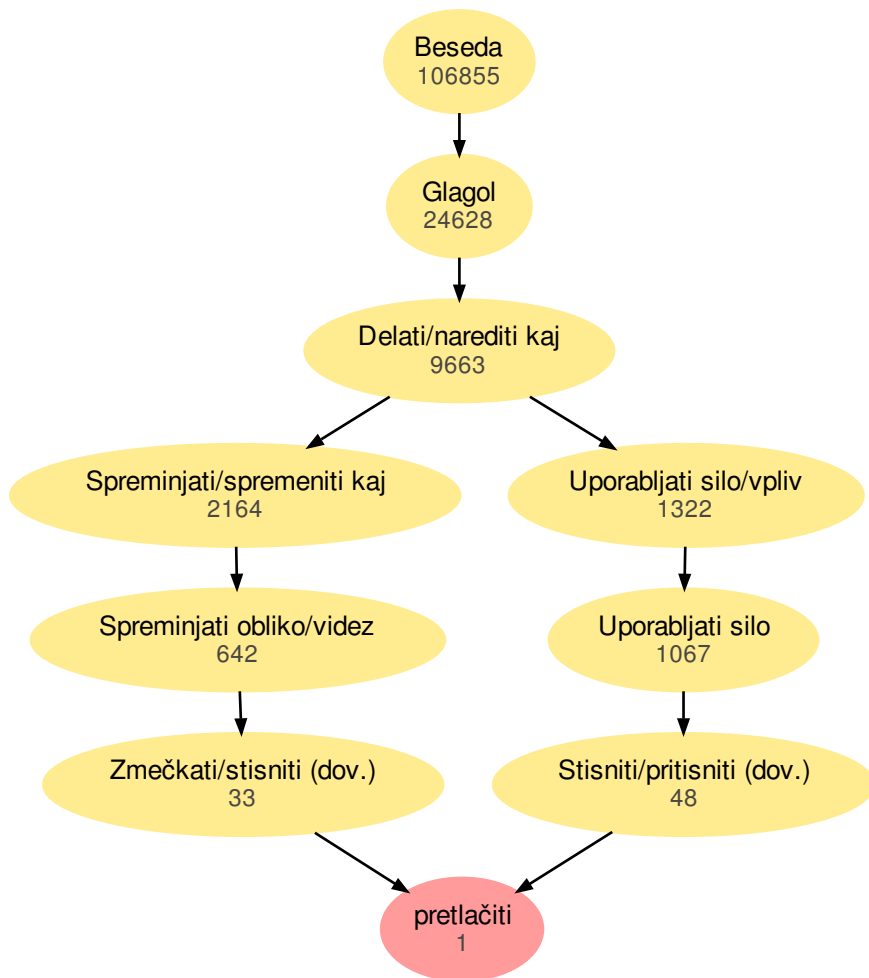 Beseda
106855
Glagol
24628
Delati/narediti kaj
9663
Spreminjati/spremeniti kaj
2164
Uporabljati silo/vpliv
1322
Spreminjati obliko/videz
642
Uporabljati silo
1067
Zmečkati/stisniti (dov.)
33
Stisniti/pritisniti (dov.)
48
pretlačiti
1